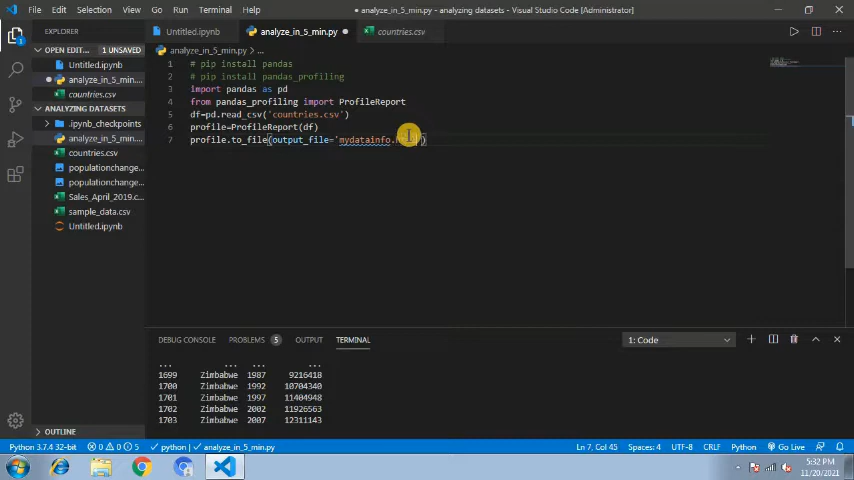 File Edit Selection View Go Run Terminal Help
● analyze_in_5_min.py - analyzing datasets - Visual Studio Code [Administrator]
EXPLORER
Untitled.ipynb
analyze_in_5_min.py ●
countries.csv
OPEN EDIT... 1 UNSAVED
Untitled.ipynb
analyze_in_5_min....
countries.csv
ANALYZING DATASETS
.ipynb_checkpoints
analyze_in_5_min....
countries.csv
populationchange...
populationchange...
Sales_April_2019.c...
sample_data.csv
Untitled.ipynb
OUTLINE
analyze_in_5_min.py > ...
1 # pip install pandas
2 # pip install pandas_profiling
3 import pandas as pd
4 from pandas_profiling import ProfileReport
5 df=pd.read_csv('countries.csv')
6 profile=ProfileReport(df)
7 profile.to_file(output_file='mydatainfo.
DEBUG CONSOLE PROBLEMS 5 OUTPUT TERMINAL
1: Code
... ... ... ...
1699 Zimbabwe 1987 9216418
1700 Zimbabwe 1992 10704340
1701 Zimbabwe 1997 11404948
1702 Zimbabwe 2002 11926563
1703 Zimbabwe 2007 12311143
Python 3.7.4 32-bit 0 0 5 python | analyze_in_5_min.py Ln 7, Col 45 Spaces: 4 UTF-8 CRLF Python Go Live
5:32 PM
11/20/2021